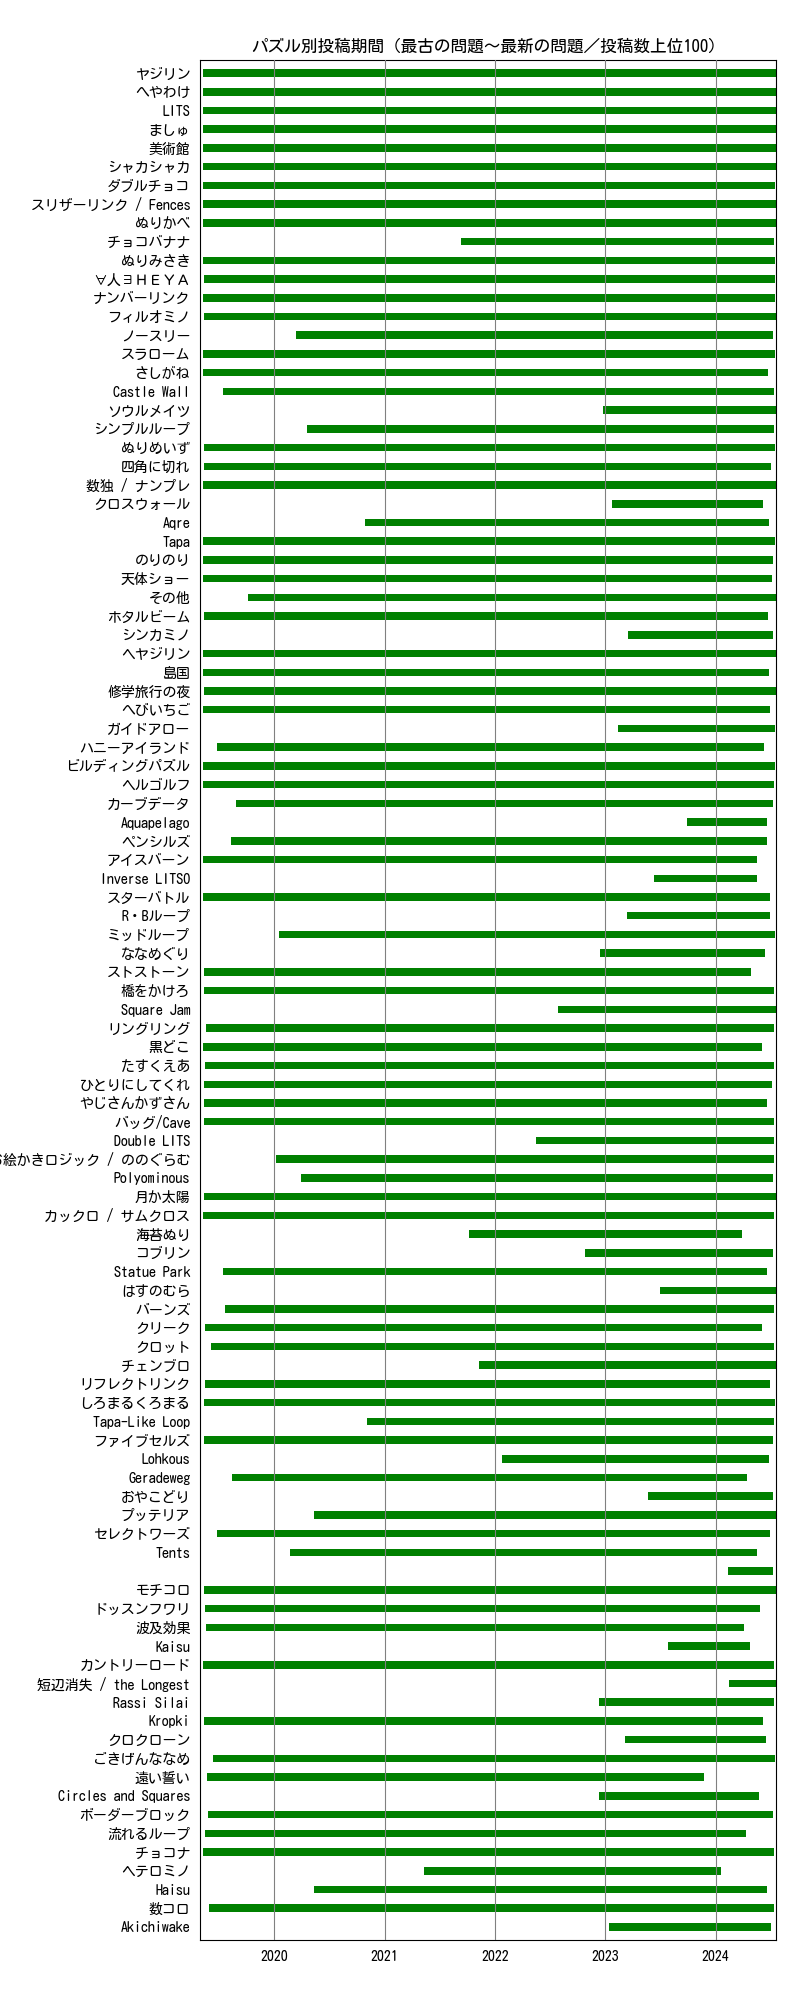 パズル別投稿期間（最古の問題～最新の問題／投稿数上位100）
ヤジリン
へやわけ
LITS
ましゅ
美術館
シャカシャカ
ダブルチョコ
スリザーリンク / Fences
ぬりかべ
チョコバナナ
ぬりみさき
∀人ヨＨＥＹＡ
ナンバーリンク
フィルオミノ
ノースリー
スラローム
さしがね
Castle Wall
ソウルメイツ
シンプルループ
ぬりめいず
四角に切れ
数独 / ナンプレ
クロスウォール
Aqre
Tapa
のりのり
天体ショー
その他
ホタルビーム
シンカミノ
ヘヤジリン
島国
修学旅行の夜
へびいちご
ガイドアロー
ハニーアイランド
ビルディングパズル
ヘルゴルフ
カーブデータ
Aquapelago
ペンシルズ
アイスバーン
Inverse LITSO
スターバトル
R・Bループ
ミッドループ
ななめぐり
ストストーン
橋をかけろ
Square Jam
リングリング
黒どこ
たすくえあ
ひとりにしてくれ
やじさんかずさん
バッグ/Cave
Double LITS
絵かきロジック / ののぐらむ
Polyominous
月か太陽
カックロ / サムクロス
海苔ぬり
コブリン
Statue Park
はすのむら
バーンズ
クリーク
クロット
チェンブロ
リフレクトリンク
しろまるくろまる
Tapa-Like Loop
ファイブセルズ
Lohkous
Geradeweg
おやこどり
プッテリア
セレクトワーズ
Tents
モチコロ
ドッスンフワリ
波及効果
Kaisu
カントリーロード
短辺消失 / the Longest
Rassi Silai
Kropki
クロクローン
ごきげんななめ
遠い誓い
Circles and Squares
ボーダーブロック
流れるループ
チョコナ
ヘテロミノ
Haisu
数コロ
Akichiwake
2020 2021 2022 2023 2024